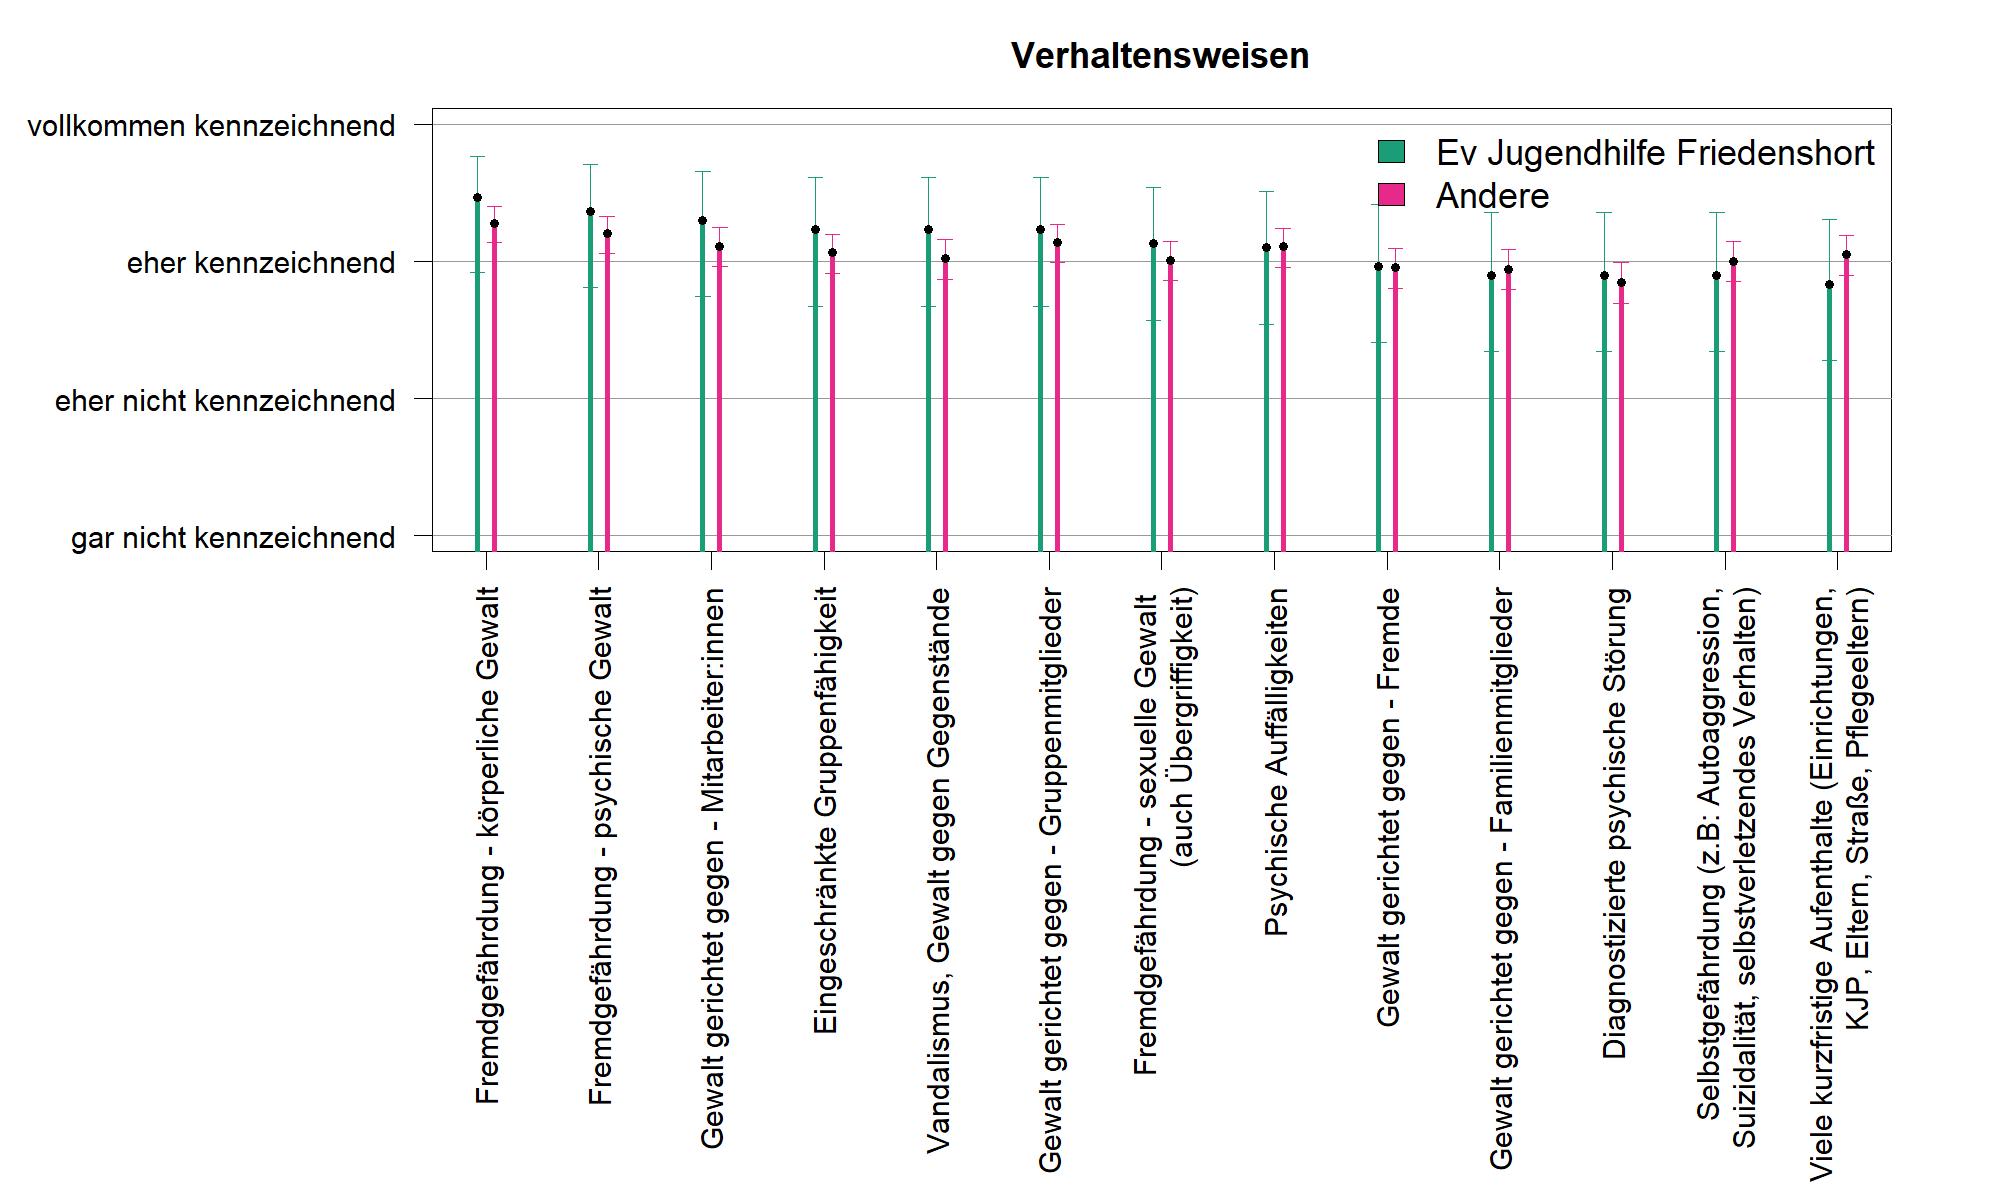 Verhaltensweisen
vollkommen kennzeichnend
eher kennzeichnend
eher nicht kennzeichnend
gar nicht kennzeichnend
Ev Jugendhilfe Friedenshort
Andere
Fremdgefährdung - körperliche Gewalt
Fremdgefährdung - psychische Gewalt
Gewalt gerichtet gegen - Mitarbeiter:innen
Eingeschränkte Gruppenfähigkeit
Vandalismus, Gewalt gegen Gegenstände
Gewalt gerichtet gegen - Gruppenmitglieder
Fremdgefährdung - sexuelle Gewalt
(auch Übergriffigkeit)
Psychische Auffälligkeiten
Gewalt gerichtet gegen - Fremde
Gewalt gerichtet gegen - Familienmitglieder
Diagnostizierte psychische Störung
Selbstgefährdung (z.B: Autoaggression,
Suizidalität, selbstverletzendes Verhalten)
Viele kurzfristige Aufenthalte (Einrichtungen,
KJP, Eltern, Straße, Pflegeeltern)